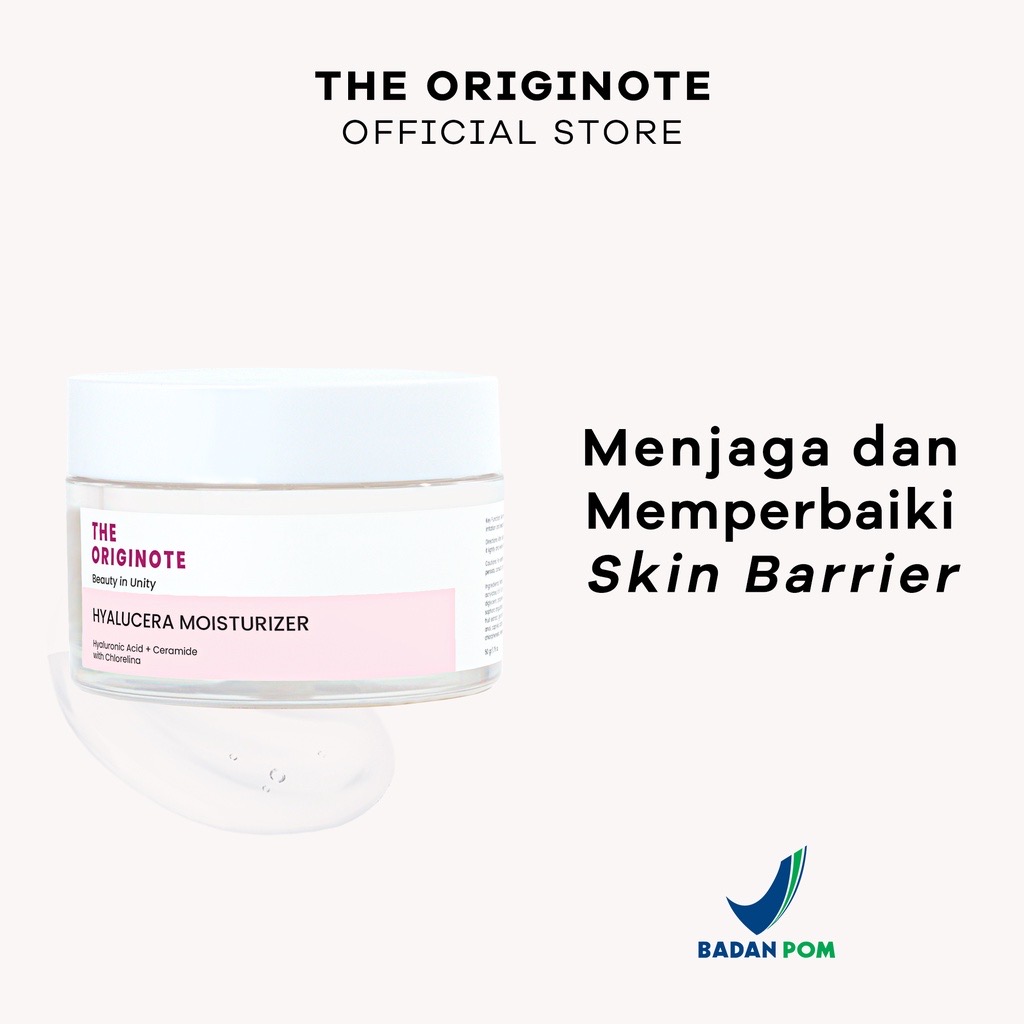 THE ORIGINOTE
OFFICIAL STORE
THE
ORIGINOTE
Beauty in Unity
HYALUCERA MOISTURIZER
Hyaluronic Acid + Ceramide
with Chlorelina
Menjaga dan
Memperbaiki
Skin Barrier
BADAN POM